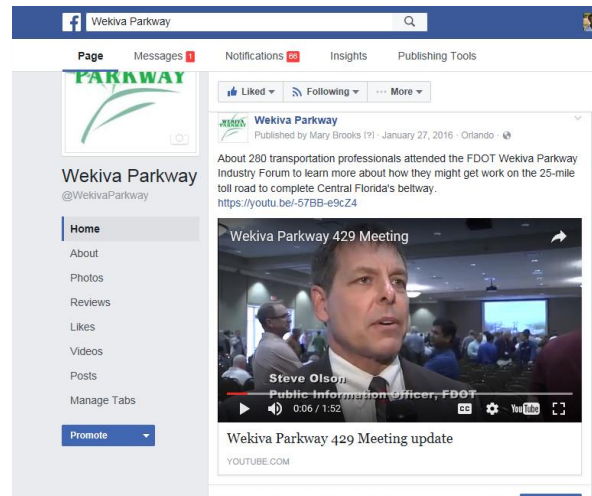 Wekiva Parkway
Page
Messages 1
Notifications 86
Insights
Publishing Tools
PARKWAY
Wekiva Parkway
@WekivaParkway
Home
About
Photos
Reviews
Likes
Videos
Posts
Manage Tabs
Promote
Liked
Following
··· More
Wekiva Parkway
Published by Mary Brooks [?] · January 27, 2016 · Orlando ·
About 280 transportation professionals attended the FDOT Wekiva Parkway
Industry Forum to learn more about how they might get work on the 25-mile
toll road to complete Central Florida's beltway.
https://youtu.be/-57BB-e9cZ4
Wekiva Parkway 429 Meeting
Steve Olson
Public Information Officer, FDOT
0:06 / 1:52
CC
YouTube
Wekiva Parkway 429 Meeting update
YOUTUBE.COM